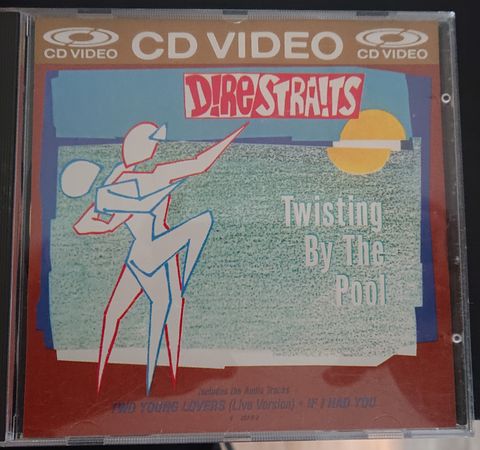 CD VIDEO CD VIDEO CD VIDEO
DIRE STRAITS
Twisting
By The
Pool
Includes the Audio Tracks
TWO YOUNG LOVERS (Live Version) • IF I HAD YOU